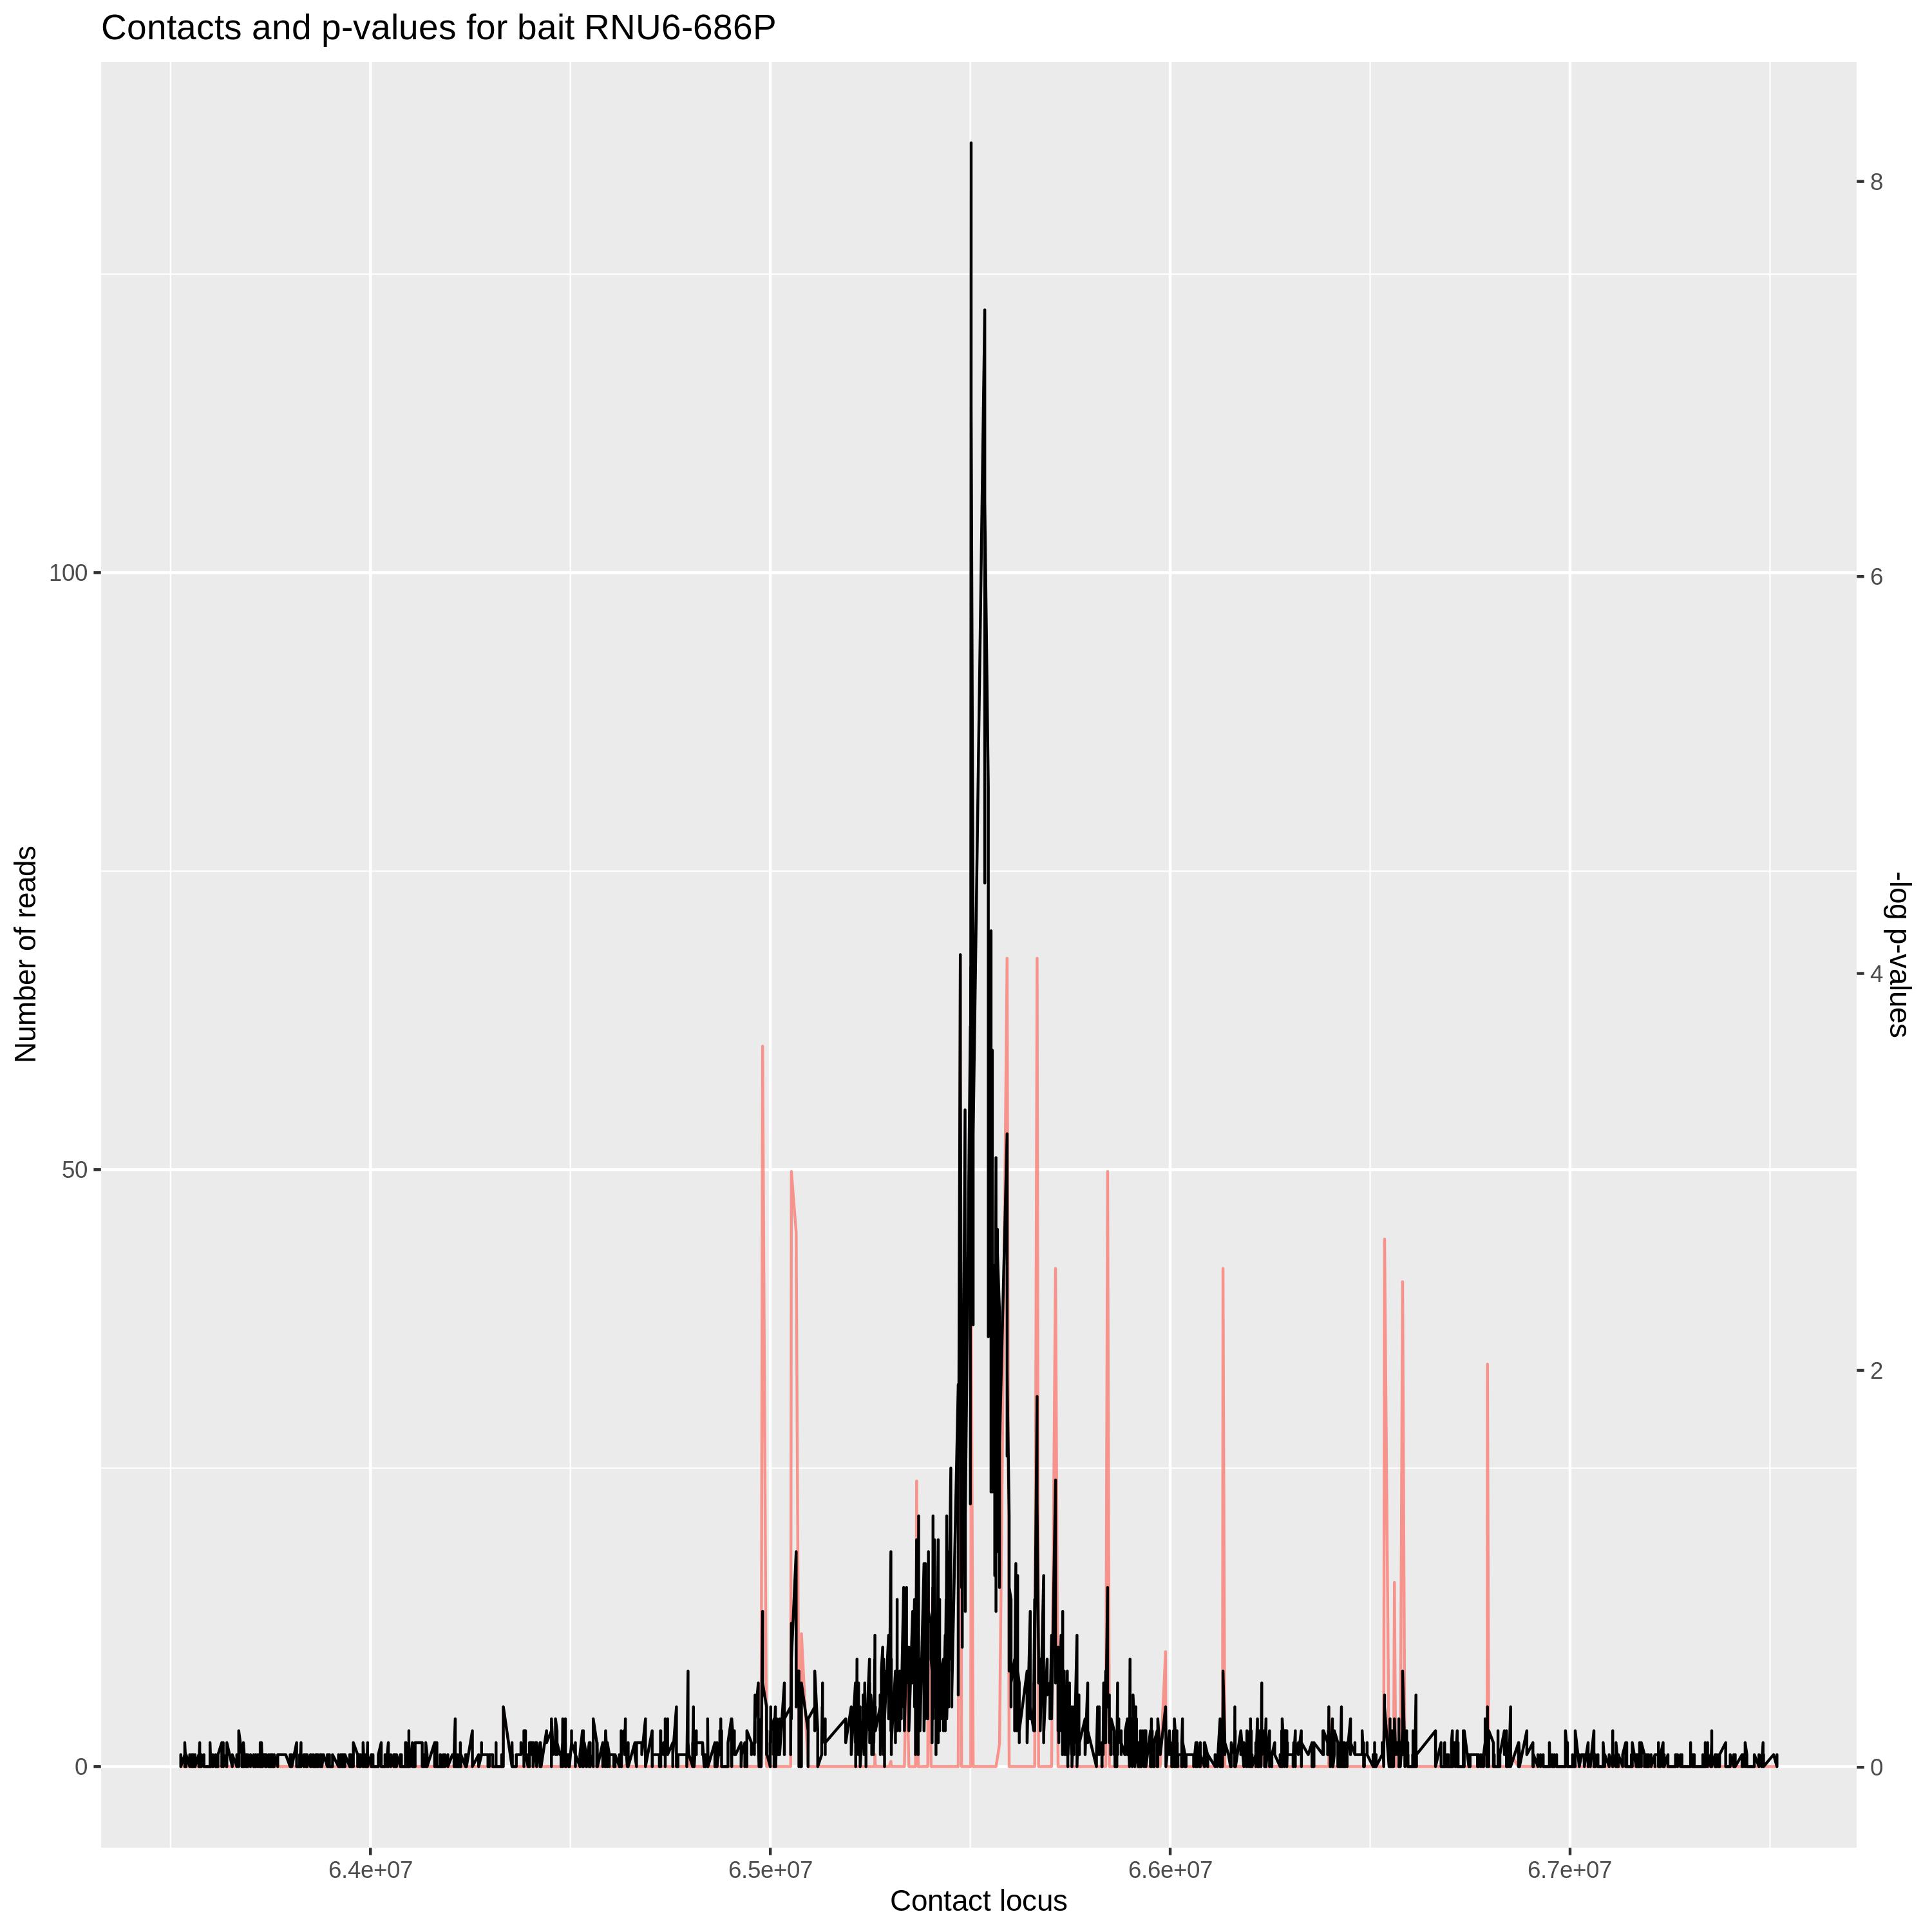 Contacts and p-values for bait RNU6-686P
Number of reads
100
50
0
8
6
4
2
0
-log p-values
6.4e+07
6.5e+07
6.6e+07
6.7e+07
Contact locus